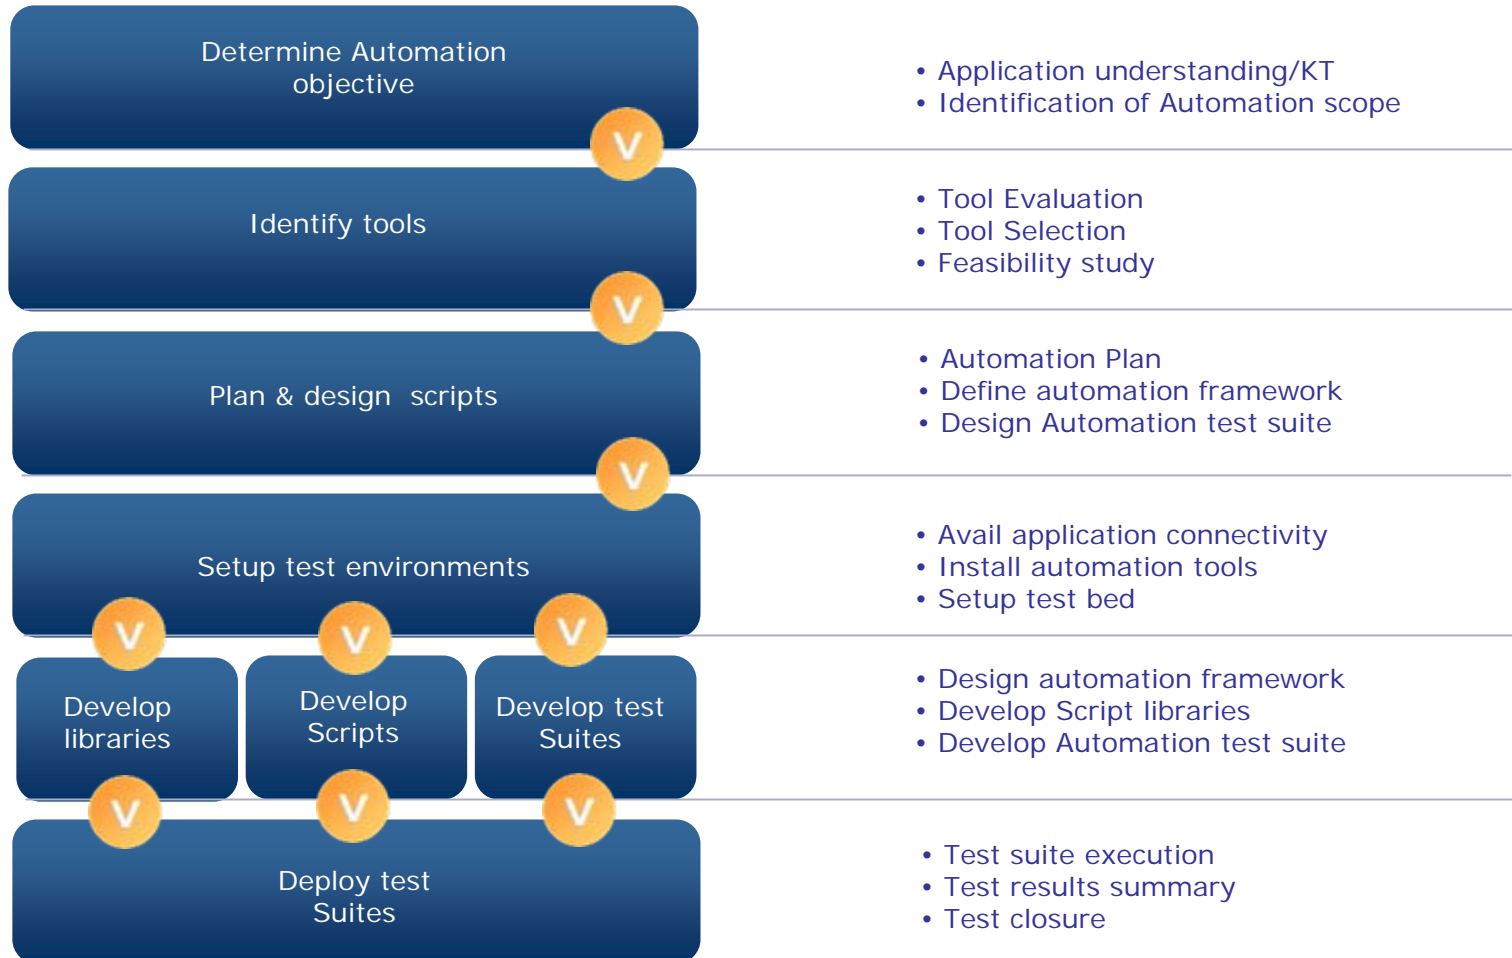 Determine Automation
objective
• Application understanding/KT
• Identification of Automation scope
V
Identify tools
• Tool Evaluation
• Tool Selection
• Feasibility study
V
Plan & design scripts
• Automation Plan
• Define automation framework
• Design Automation test suite
V
Setup test environments
• Avail application connectivity
• Install automation tools
• Setup test bed
V
V
V
Develop
libraries
Develop
Scripts
Develop test
Suites
• Design automation framework
• Develop Script libraries
• Develop Automation test suite
V
V
V
Deploy test
Suites
• Test suite execution
• Test results summary
• Test closure